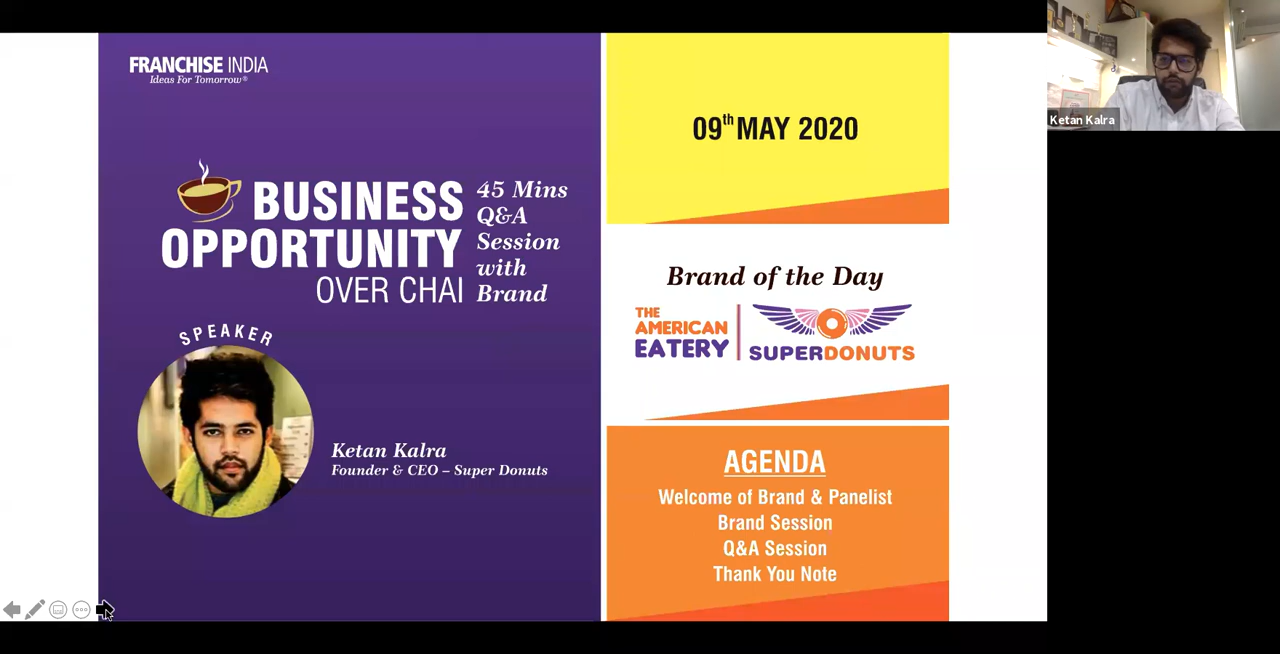 FRANCHISE INDIA
Ideas For Tomorrow®
BUSINESS
OPPORTUNITY
OVER CHAI
45 Mins
Q&A
Session
with
Brand
SPEAKER
Ketan Kalra
Founder & CEO – Super Donuts
09th MAY 2020
Brand of the Day
THE
AMERICAN
EATERY
SUPERDONUTS
AGENDA
Welcome of Brand & Panelist
Brand Session
Q&A Session
Thank You Note
Ketan Kalra